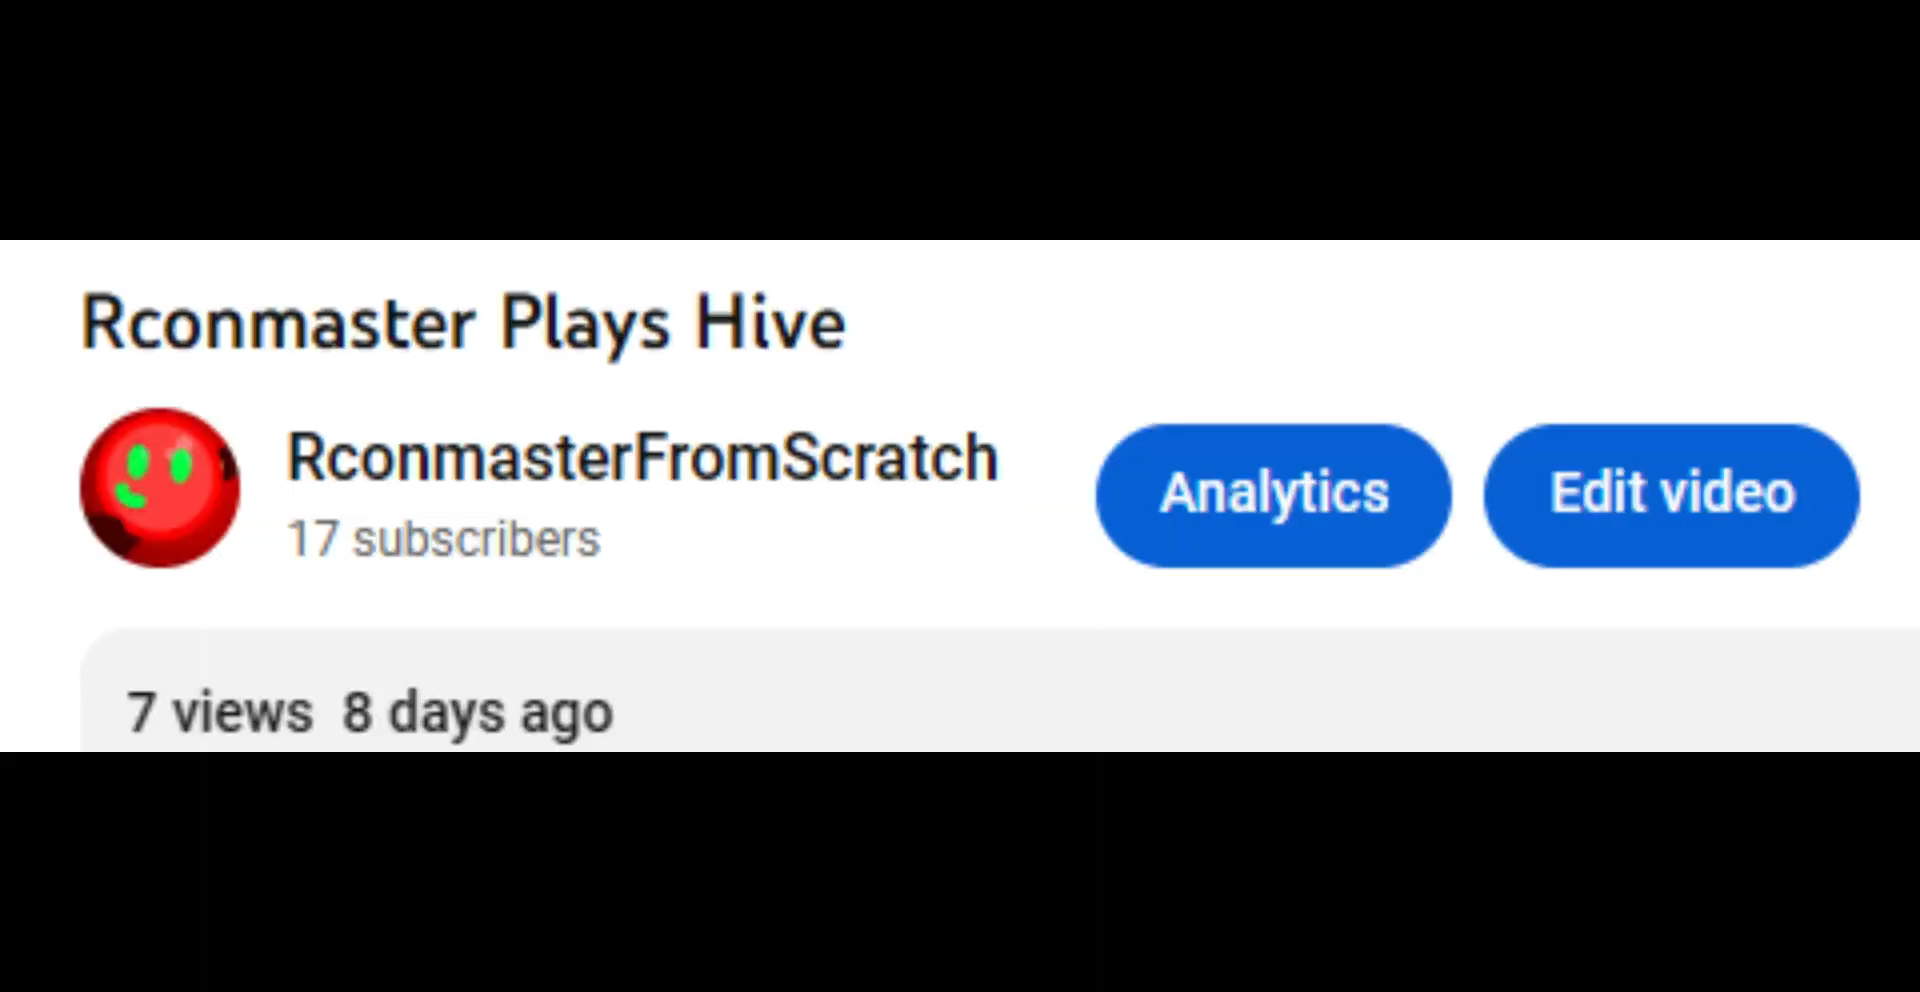 Rconmaster Plays Hive
RconmasterFromScratch
17 subscribers
Analytics
Edit video
7 views 8 days ago